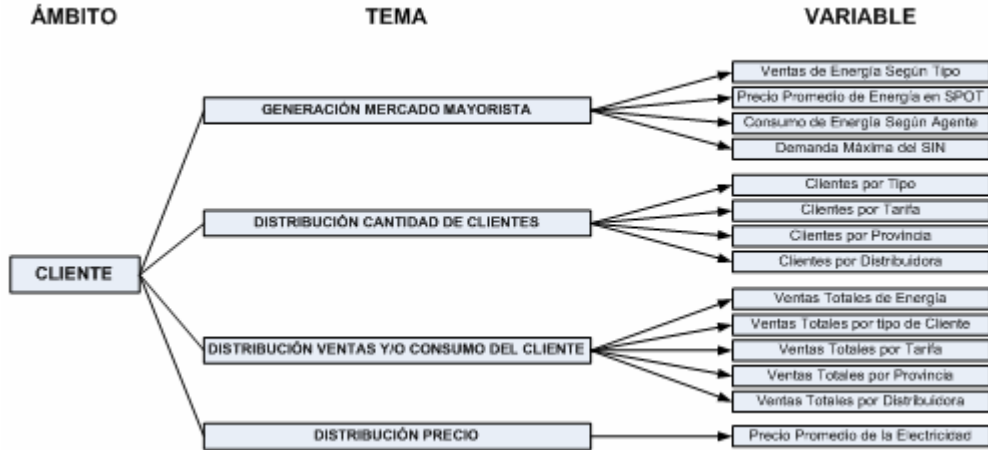 ÁMBITO
TEMA
VARIABLE
CLIENTE
GENERACIÓN MERCADO MAYORISTA
Ventas de Energía Según Tipo
Precio Promedio de Energía en SPOT
Consumo de Energía Según Agente
Demanda Máxima del SIN
DISTRIBUCIÓN CANTIDAD DE CLIENTES
Clientes por Tipo
Clientes por Tarifa
Clientes por Provincia
Clientes por Distribuidora
DISTRIBUCIÓN VENTAS Y/O CONSUMO DEL CLIENTE
Ventas Totales de Energía
Ventas Totales por tipo de Cliente
Ventas Totales por Tarifa
Ventas Totales por Provincia
Ventas Totales por Distribuidora
DISTRIBUCIÓN PRECIO
Precio Promedio de la Electricidad